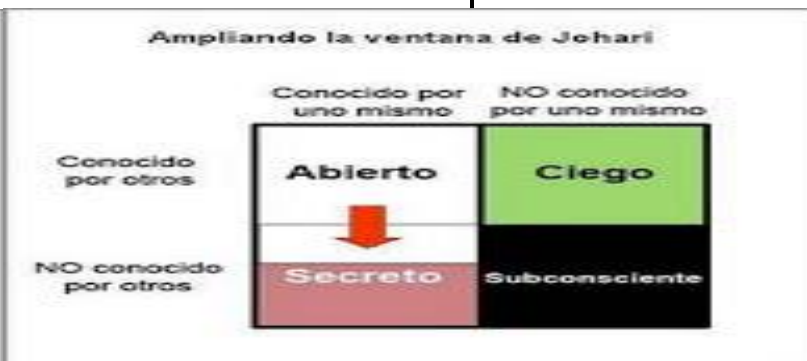 Ampliando la ventana de Johari
Conocido por
uno mismo
NO conocido
por uno mismo
Conocido
por otros
Abierto
Ciego
NO conocido
por otros
Secreto
Subconsciente